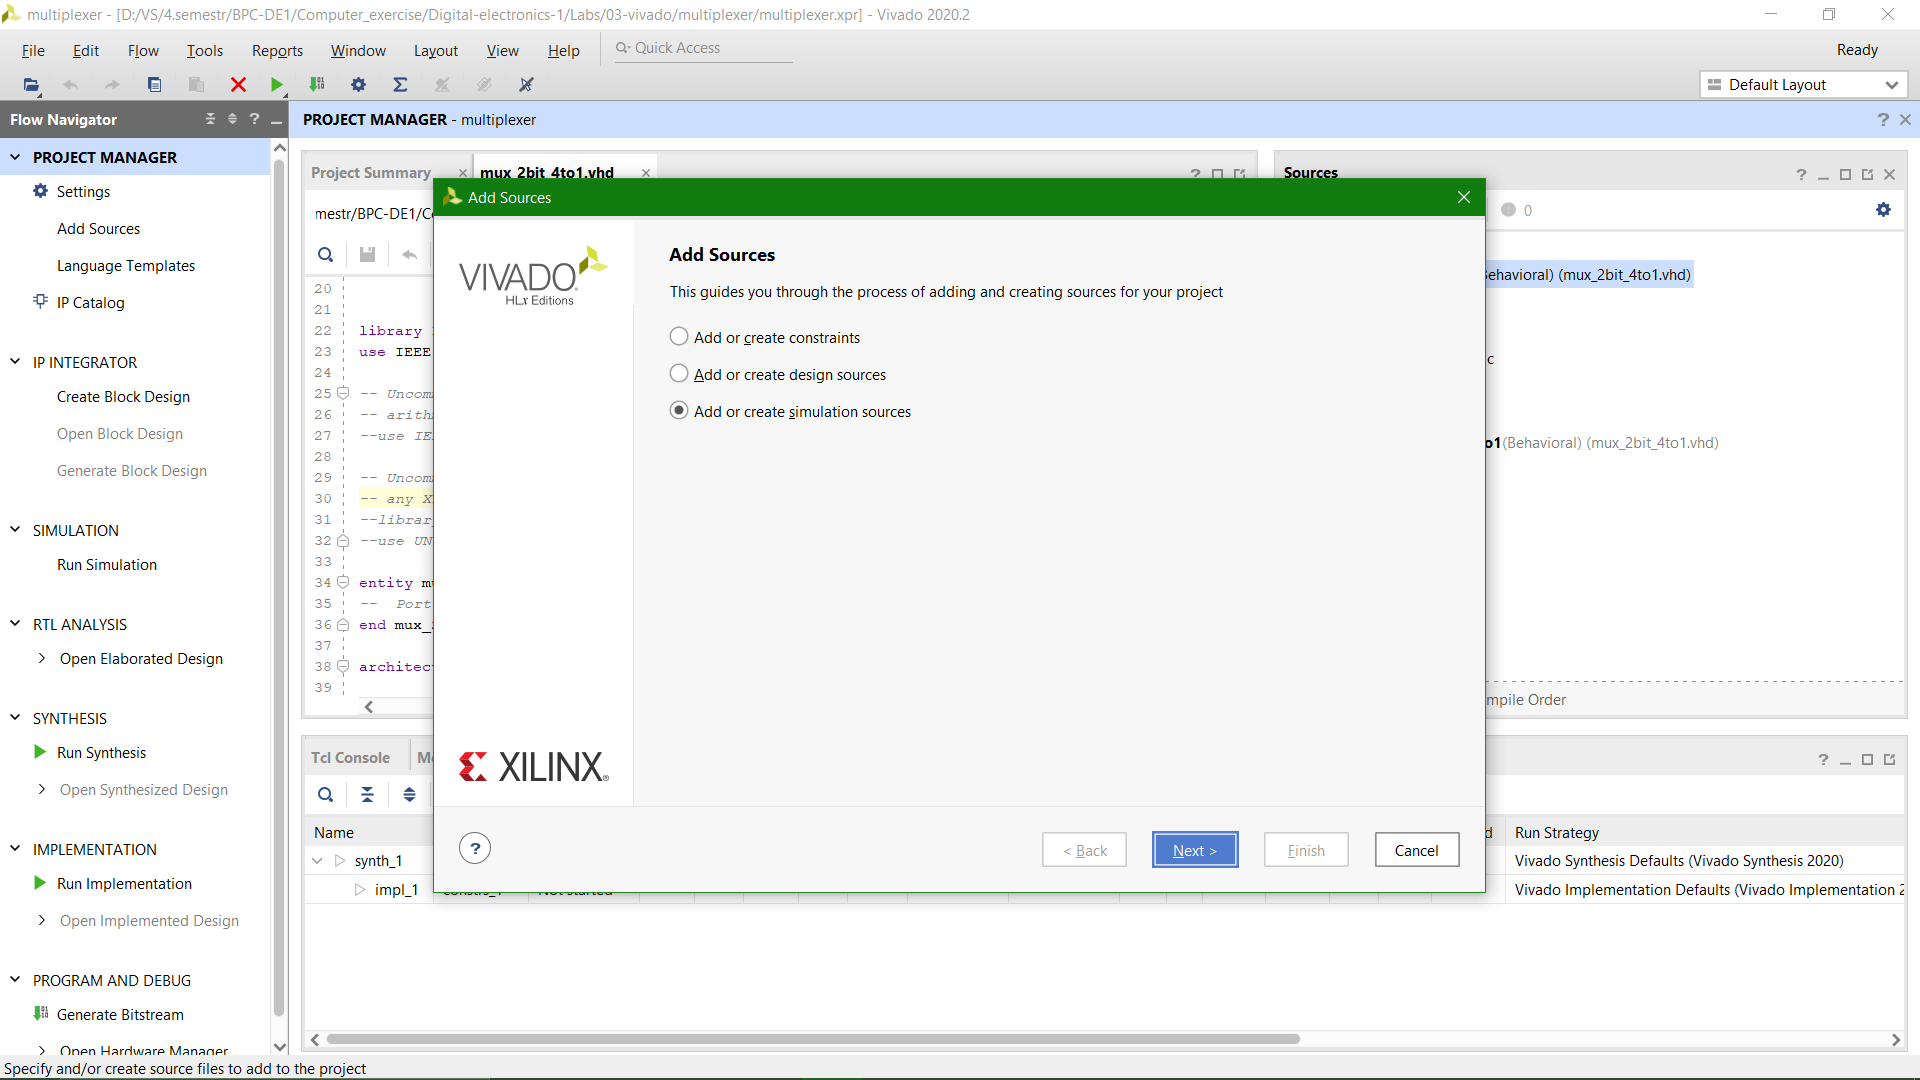 multiplexer - [D:/VS/4.semestr/BPC-DE1/Computer_exercise/Digital-electronics-1/Labs/03-vivado/multiplexer/multiplexer.xpr] - Vivado 2020.2
File Edit Flow Tools Reports Window Layout View Help
Quick Access
Ready
Default Layout
Flow Navigator
PROJECT MANAGER
Settings
Add Sources
Language Templates
IP Catalog
IP INTEGRATOR
Create Block Design
Open Block Design
Generate Block Design
SIMULATION
Run Simulation
RTL ANALYSIS
Open Elaborated Design
SYNTHESIS
Run Synthesis
Open Synthesized Design
IMPLEMENTATION
Run Implementation
Open Implemented Design
PROGRAM AND DEBUG
Generate Bitstream
Open Hardware Manager
PROJECT MANAGER - multiplexer
Project Summary
mux_2bit_4to1.vhd
mestr/BPC-DE1/C
20
21
22 library
23 use IEEE
24
25 -- Uncom
26 -- arith
27 --use IE
28
29 -- Uncom
30 -- any X
31 --librar
32 --use UN
33
34 entity m
35 -- Port
36 end mux_
37
38 architec
39
Add Sources
VIVADO
HLx Editions
XILINX
Add Sources
This guides you through the process of adding and creating sources for your project
Add or create constraints
Add or create design sources
Add or create simulation sources
?
< Back
Next >
Finish
Cancel
Sources
0
ehavioral) (mux_2bit_4to1.vhd)
c
o1(Behavioral) (mux_2bit_4to1.vhd)
mpile Order
Tcl Console
M
Name
d
Run Strategy
synth_1
Vivado Synthesis Defaults (Vivado Synthesis 2020)
impl_1
constrs_1
Not started
Vivado Implementation Defaults (Vivado Implementation 2
Specify and/or create source files to add to the project